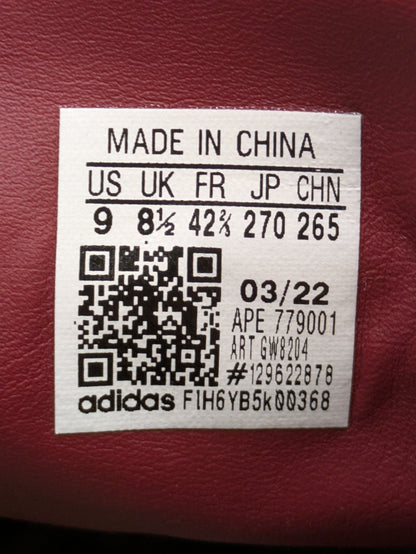 MADE IN CHINA
US UK FR JP CHN
9 8½ 42⅔ 270 265
03/22
APE 779001
ART GW8204
#129622878
adidas FIH6YB5k00368